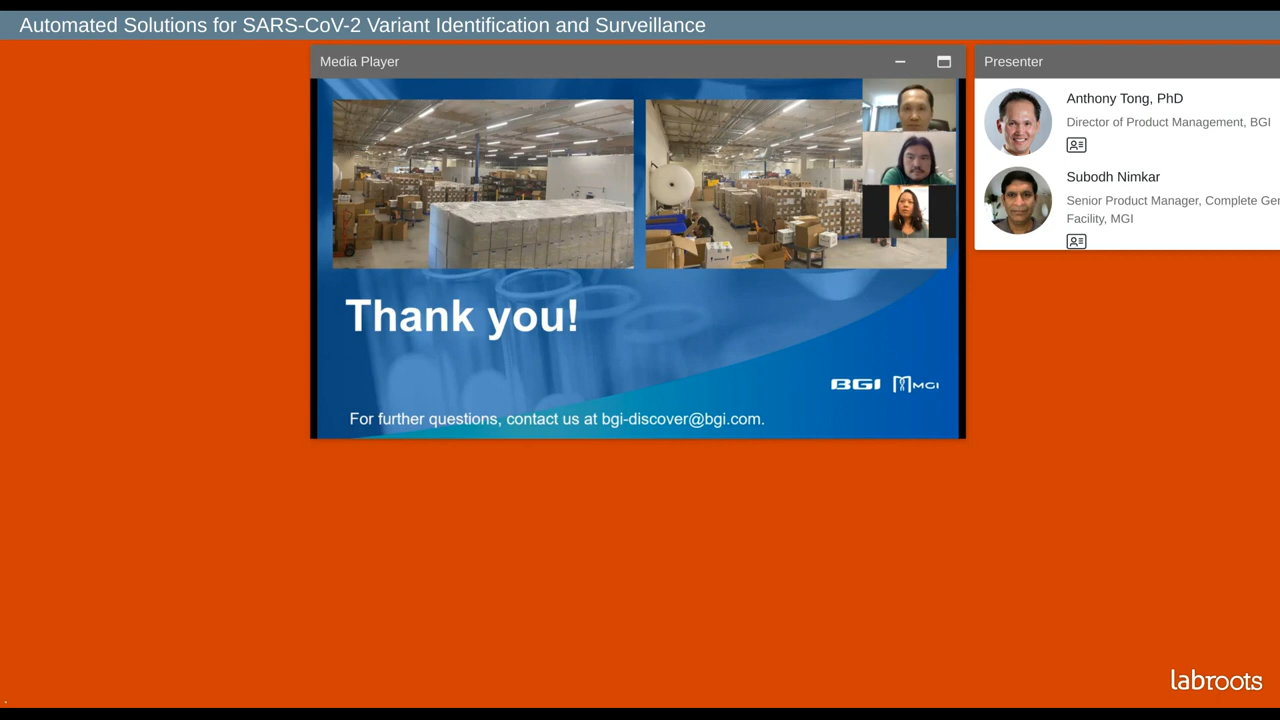 Automated Solutions for SARS-CoV-2 Variant Identification and Surveillance
Media Player
Presenter
Anthony Tong, PhD
Director of Product Management, BGI
Subodh Nimkar
Senior Product Manager, Complete Ge
Facility, MGI
Thank you!
BGI MGI
For further questions, contact us at bgi-discover@bgi.com.
labroots